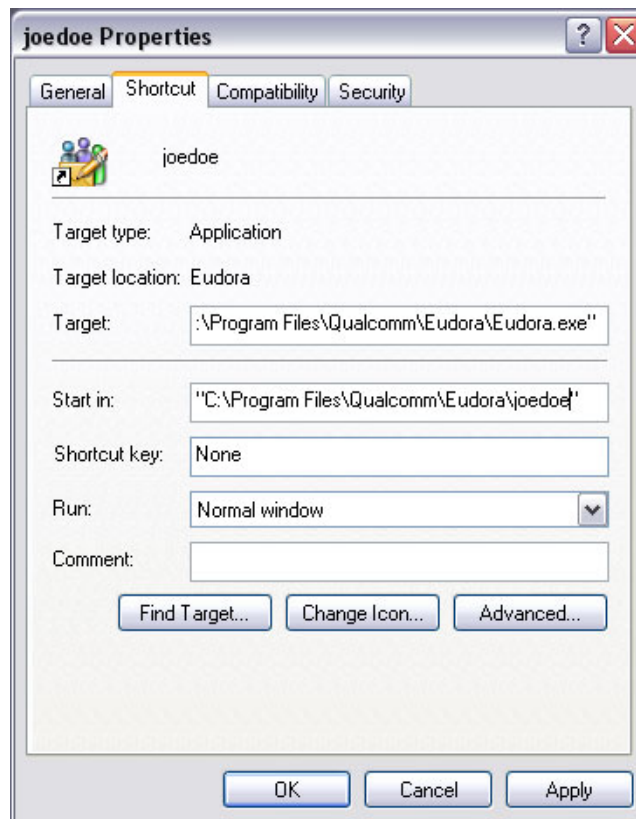 joedoe Properties
General Shortcut Compatibility Security
joedoe
Target type: Application
Target location: Eudora
Target: :\Program Files\Qualcomm\Eudora\Eudora.exe"
Start in: "C:\Program Files\Qualcomm\Eudora\joedoe"
Shortcut key: None
Run: Normal window
Comment:
Find Target... Change Icon... Advanced...
OK Cancel Apply